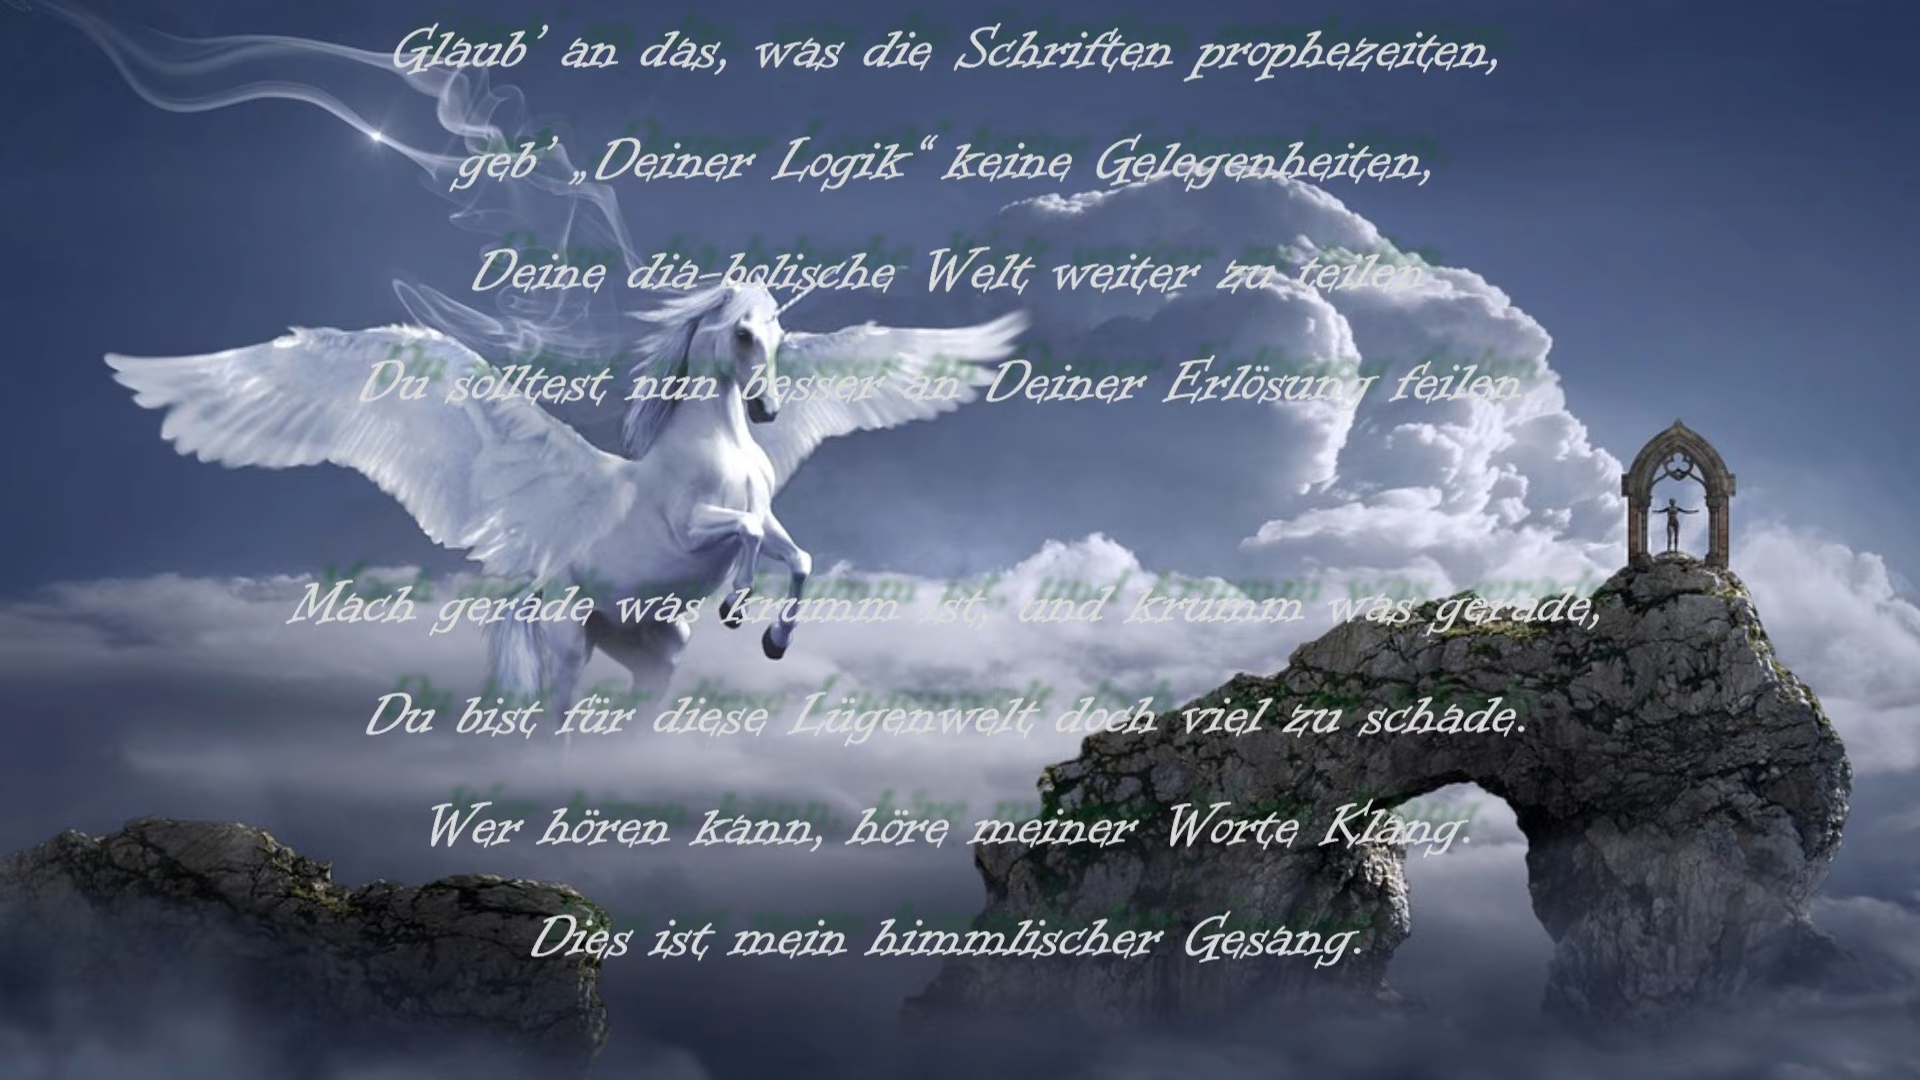 Glaub’ an das, was die Schriften prophezeiten,
geb’ „Deiner Logik“ keine Gelegenheiten,
Deine dia-bolische Welt weiter zu teilen
Du solltest nun besser an Deiner Erlösung feilen
Mach gerade was krumm ist, und krumm was gerade,
Du bist für diese Lügenwelt doch viel zu schade.
Wer hören kann, höre meiner Worte Klang.
Dies ist mein himmlischer Gesang.